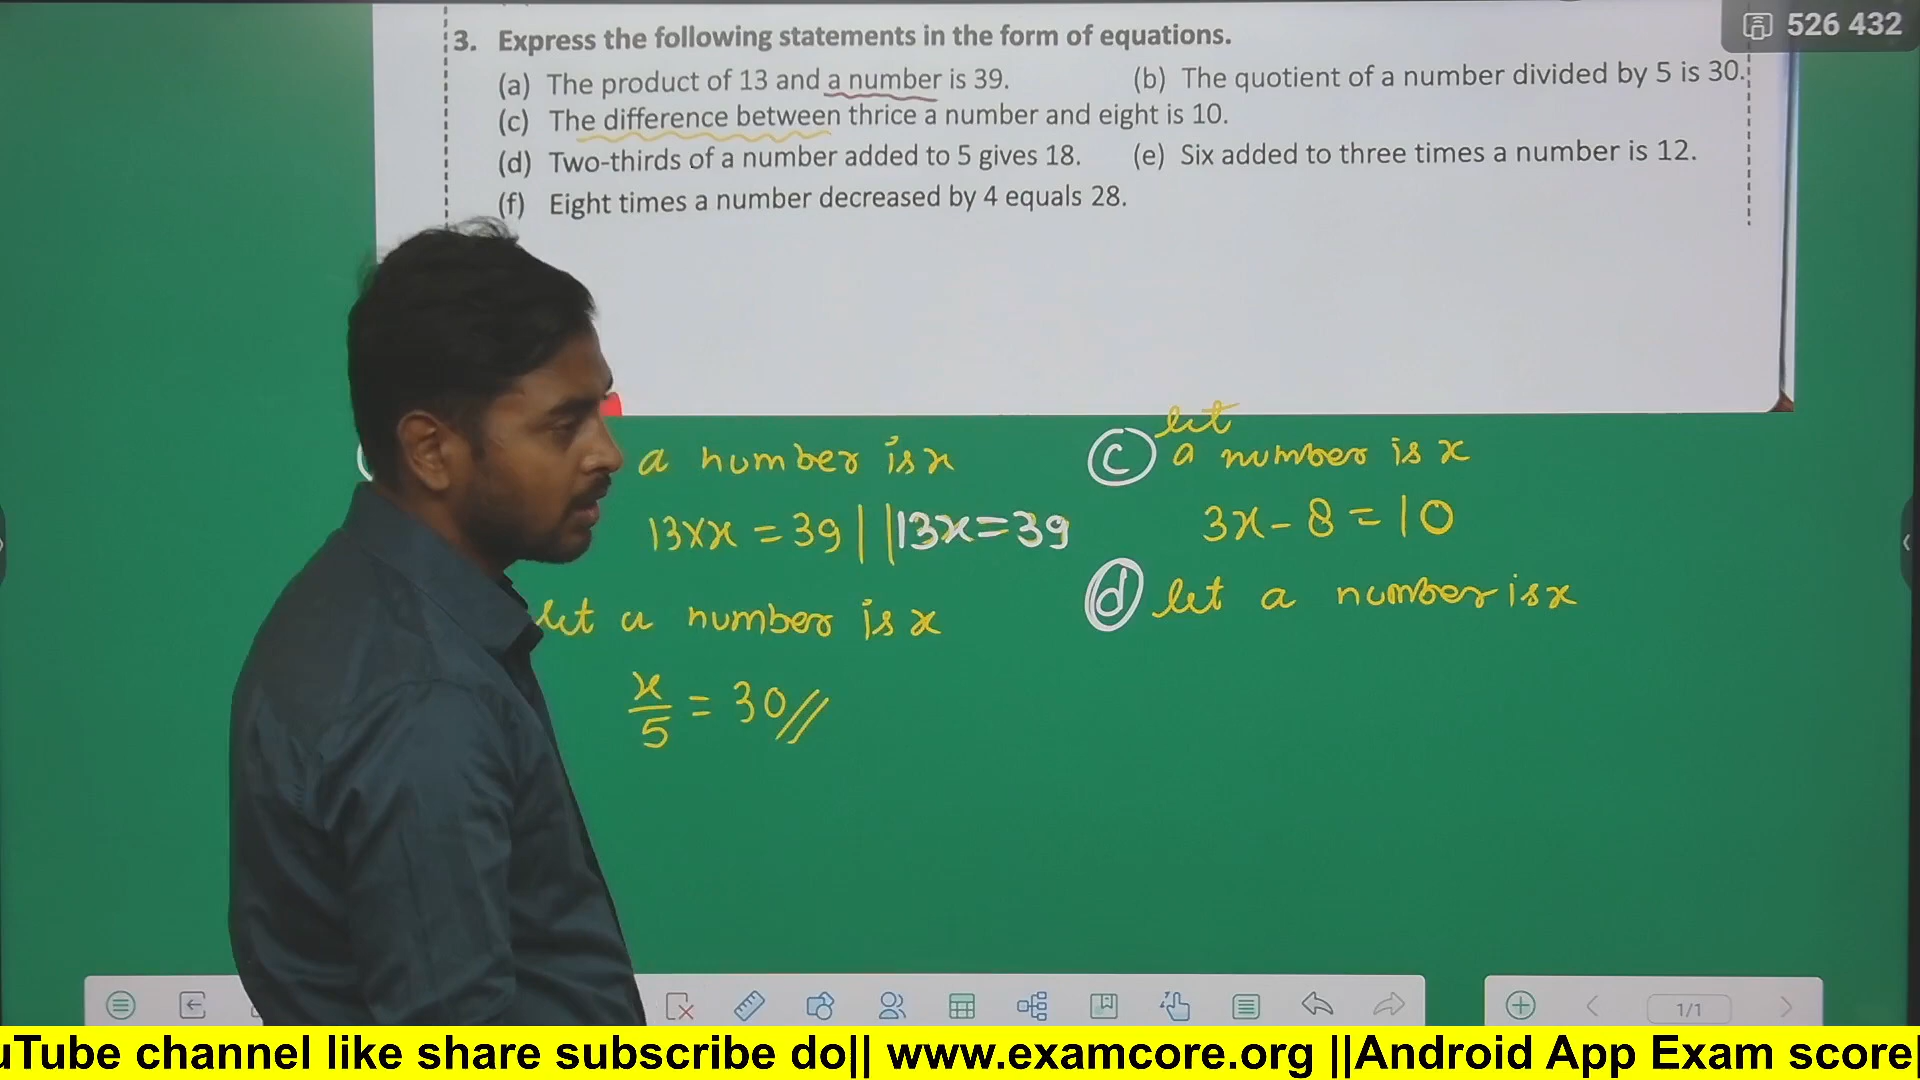 526 432
3. Express the following statements in the form of equations.
(a) The product of 13 and a number is 39. (b) The quotient of a number divided by 5 is 30.
(c) The difference between thrice a number and eight is 10.
(d) Two-thirds of a number added to 5 gives 18. (e) Six added to three times a number is 12.
(f) Eight times a number decreased by 4 equals 28.
a number is x
13×x = 39 || 13x=39
let a number is x
x/5 = 30//
let
(c) a number is x
3x - 8 = 10
(d) let a number is x
1/1
uTube channel like share subscribe do|| www.examcore.org ||Android App Exam score|